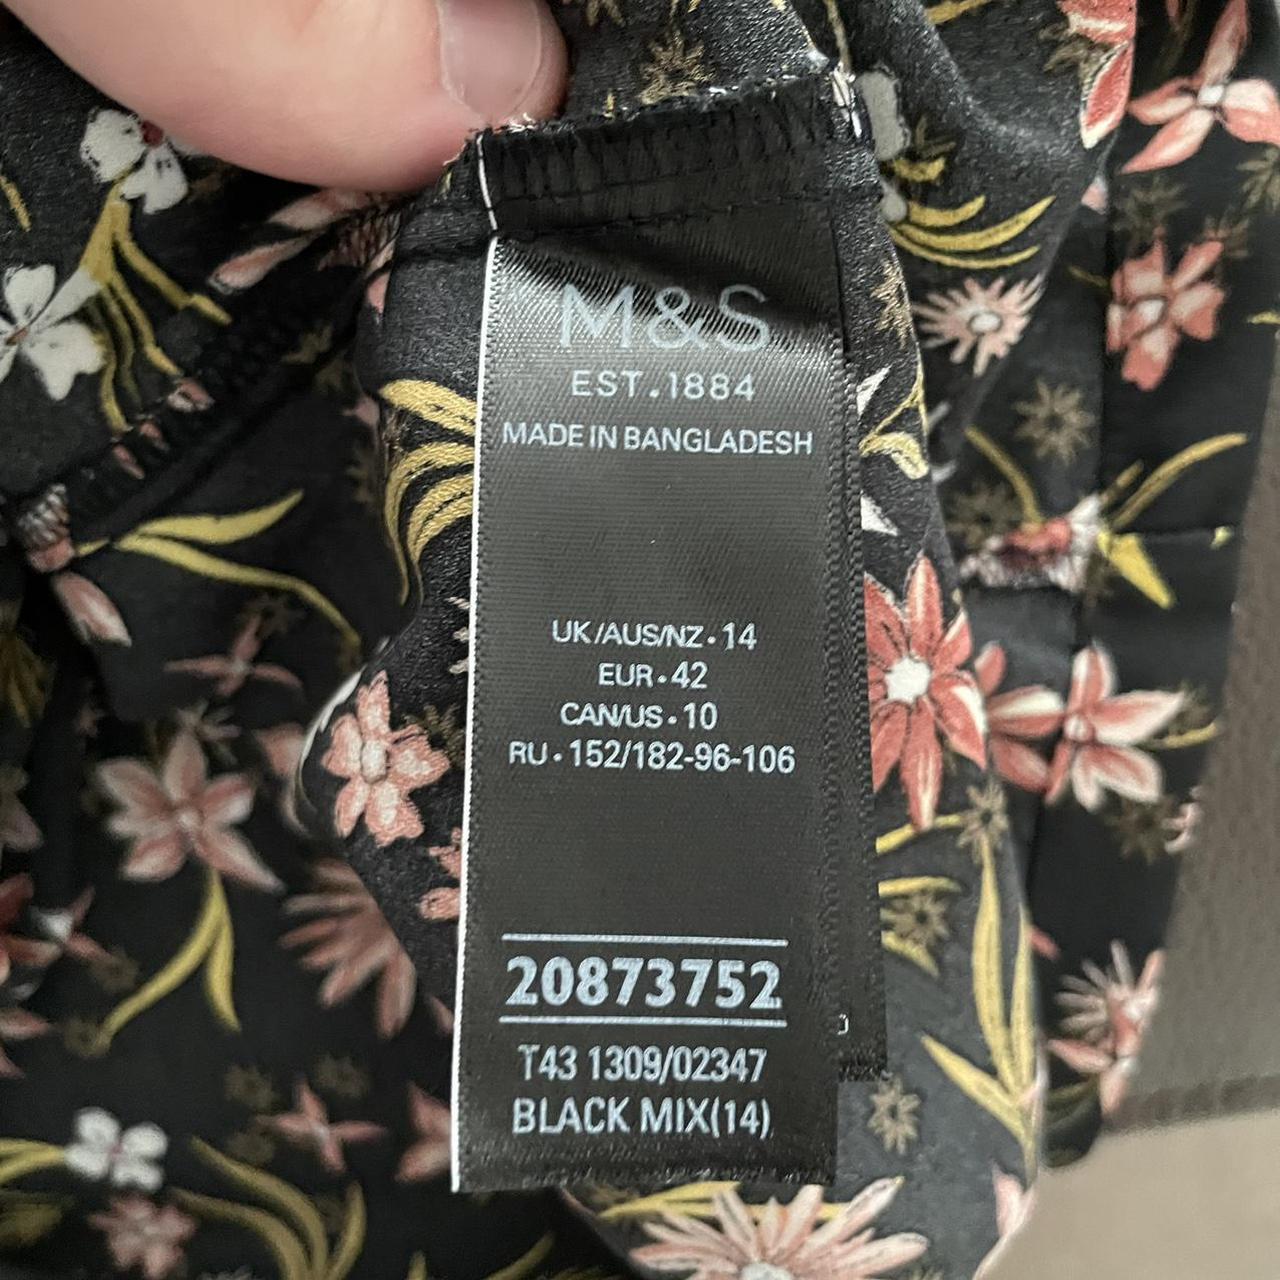 M&S
EST.1884
MADE IN BANGLADESH
UK/AUS/NZ•14
EUR•42
CAN/US•10
RU•152/182-96-106
20873752
T43 1309/02347
BLACK MIX(14)